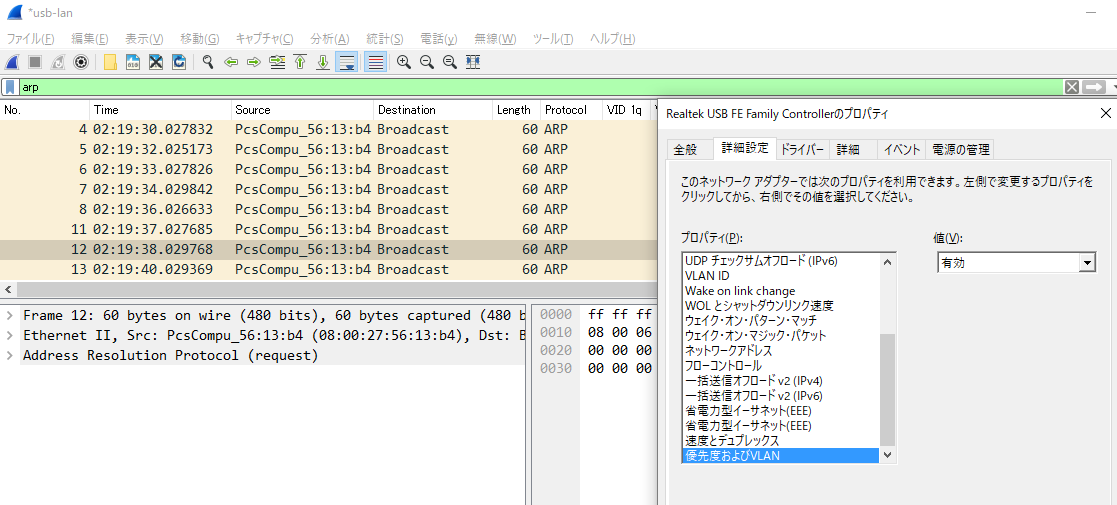 *usb-lan
ファイル(F) 編集(E) 表示(V) 移動(G) キャプチャ(C) 分析(A) 統計(S) 電話(y) 無線(W) ツール(T) ヘルプ(H)
arp
No. Time Source Destination Length Protocol VID 1q
4 02:19:30.027832 PcsCompu_56:13:b4 Broadcast 60 ARP
5 02:19:32.025173 PcsCompu_56:13:b4 Broadcast 60 ARP
6 02:19:33.027826 PcsCompu_56:13:b4 Broadcast 60 ARP
7 02:19:34.029842 PcsCompu_56:13:b4 Broadcast 60 ARP
8 02:19:36.026633 PcsCompu_56:13:b4 Broadcast 60 ARP
11 02:19:37.027685 PcsCompu_56:13:b4 Broadcast 60 ARP
12 02:19:38.029768 PcsCompu_56:13:b4 Broadcast 60 ARP
13 02:19:40.029369 PcsCompu_56:13:b4 Broadcast 60 ARP
Frame 12: 60 bytes on wire (480 bits), 60 bytes captured (480 b
Ethernet II, Src: PcsCompu_56:13:b4 (08:00:27:56:13:b4), Dst: B
Address Resolution Protocol (request)
0000 ff ff ff
0010 08 00 06
0020 00 00 00
0030 00 00 00
Realtek USB FE Family Controllerのプロパティ
全般 詳細設定 ドライバー 詳細 イベント 電源の管理
このネットワーク アダプターでは次のプロパティを利用できます。左側で変更するプロパティを
クリックしてから、右側でその値を選択してください。
プロパティ(P): 値(V):
有効
UDP チェックサムオフロード (IPv6)
VLAN ID
Wake on link change
WOL とシャットダウンリンク速度
ウェイク・オン・パターン・マッチ
ウェイク・オン・マジック・パケット
ネットワークアドレス
フローコントロール
一括送信オフロード v2 (IPv4)
一括送信オフロード v2 (IPv6)
省電力型イーサネット(EEE)
省電力型イーサネット(EEE)
速度とデュプレックス
優先度およびVLAN